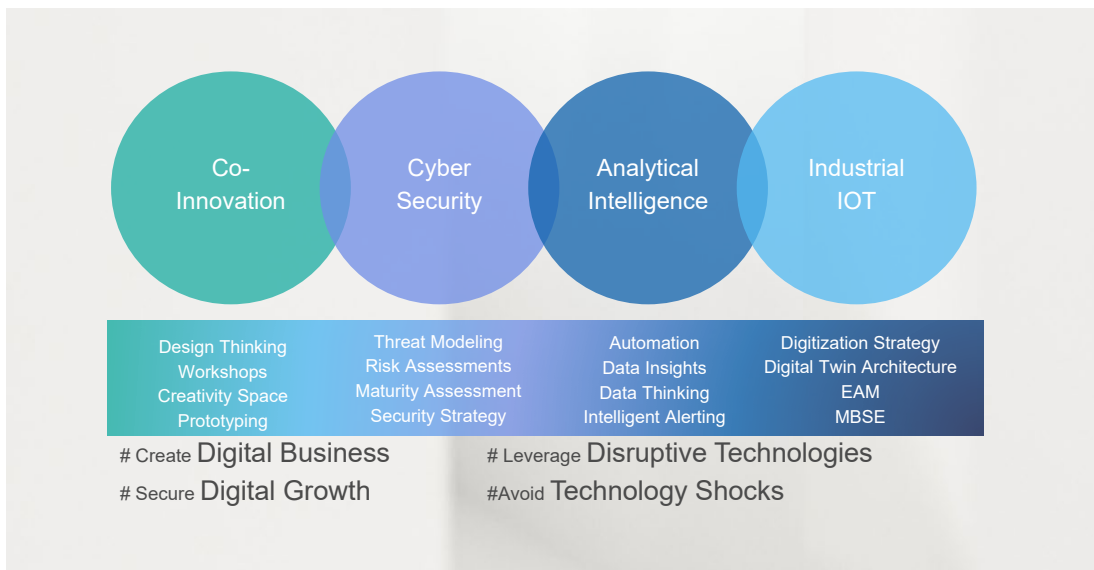 Co-
Innovation
Cyber
Security
Analytical
Intelligence
Industrial
IOT
Design Thinking
Workshops
Creativity Space
Prototyping
Threat Modeling
Risk Assessments
Maturity Assessment
Security Strategy
Automation
Data Insights
Data Thinking
Intelligent Alerting
Digitization Strategy
Digital Twin Architecture
EAM
MBSE
# Create Digital Business
# Secure Digital Growth
# Leverage Disruptive Technologies
#Avoid Technology Shocks